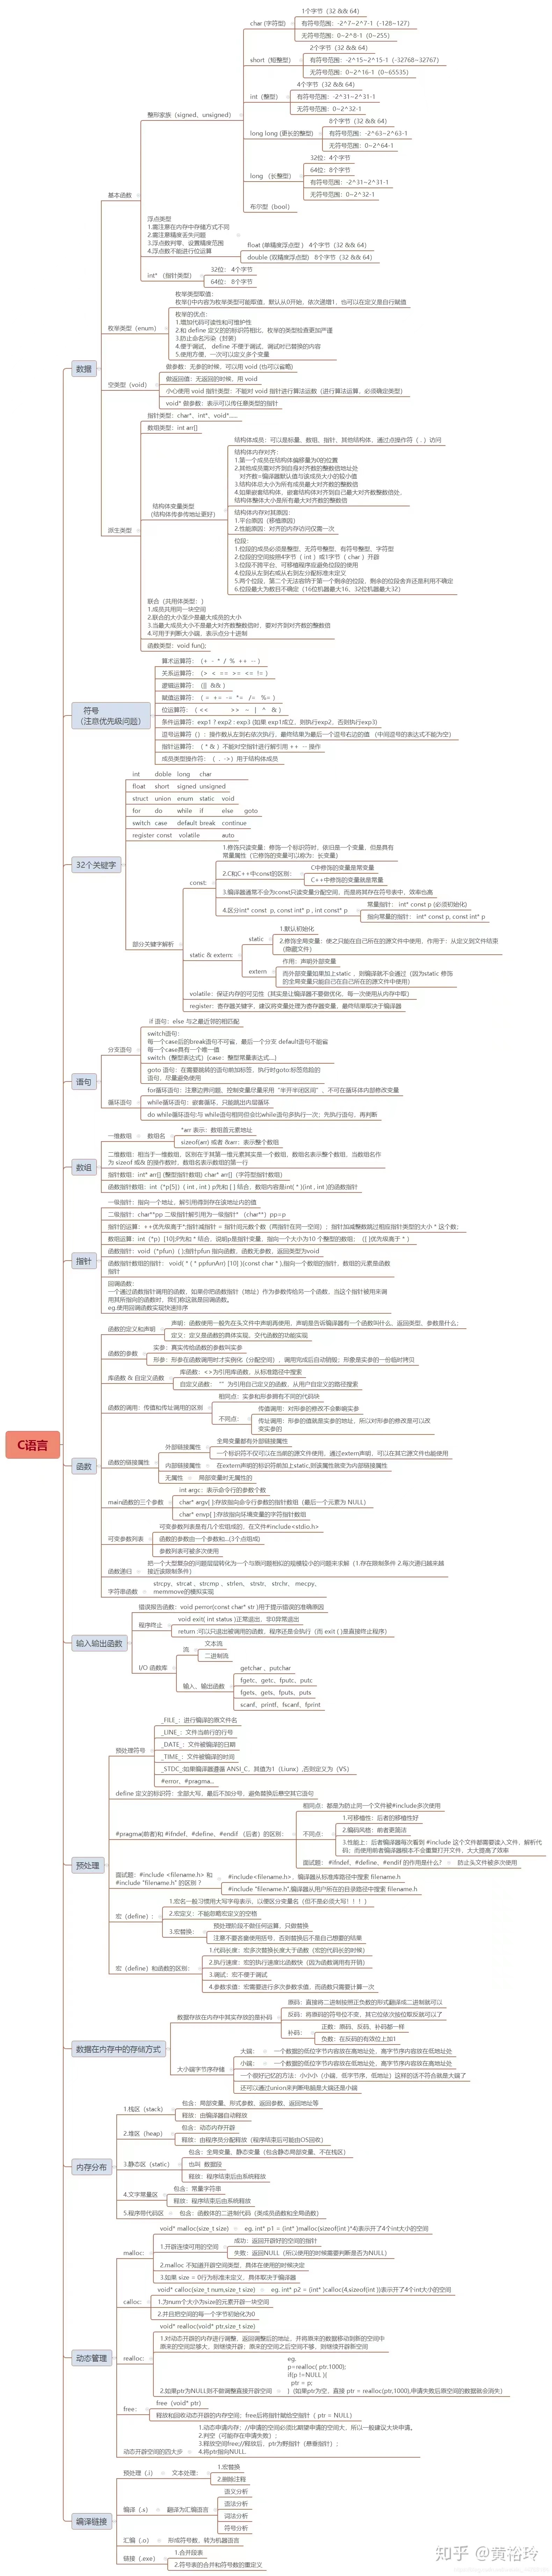 C语言
数据
基本函数
整形家族（signed、unsigned）
char (字符型)
1个字节（32 && 64）
有符号范围：-2^7~2^7-1（-128~127）
无符号范围：0~2^8-1（0~255）
short（短整型）
2个字节（32 && 64）
有符号范围：-2^15~2^15-1（-32768~32767）
无符号范围：0~2^16-1（0~65535）
int（整型）
4个字节（32 && 64）
有符号范围：-2^31~2^31-1
无符号范围：0~2^32-1
long long (更长的整型)
8个字节（32 && 64）
有符号范围：-2^63~2^63-1
无符号范围：0~2^64-1
long （长整型）
32位：4个字节
64位：8个字节
有符号范围：-2^31~2^31-1
无符号范围：0~2^32-1
布尔型（bool）
浮点类型
1.需注意在内存中存储方式不同
2.需注意精度丢失问题
3.浮点数判零，设置精度范围
4.浮点数不能进行位运算
float (单精度浮点型） 4个字节（32 && 64）
double (双精度浮点型) 8个字节（32 && 64）
int* （指针类型）
32位： 4个字节
64位： 8个字节
枚举类型（enum）
枚举类型取值：
枚举{}中内容为枚举类型可能取值，默认从0开始，依次递增1，也可以在定义是自行赋值
枚举的优点：
1.增加代码可读性和可维护性
2.和 define 定义的的标识符相比，枚举的类型检查更加严谨
3.防止命名污染（封装）
4.便于调试， define 不便于调试，调试时已替换的内容
5.使用方便，一次可以定义多个变量
空类型（void）
做参数：无参的时候，可以用 void (也可以省略)
做返回值：无返回的时候，用 void
小心使用 void 指针类型：不能对 void 指针进行算法运数（进行算法运算，必须确定类型）
void* 做参数：表示可以传任意类型的指针
派生类型
指针类型：char*、int*、void*......
数组类型：int arr[]
结构体变量类型
（结构体传参传地址更好）
结构体成员：可以是标量，数组，指针，其他结构体，通过点操作符（ . ）访问
结构体内存对齐：
1.第一个成员在结构体偏移量为0的位置
2.其他成员需对齐到自身对齐数的整数倍地址处
对齐数=编译器默认值与该成员大小的较小值
3.结构体总大小为所有成员最大对齐数的整数倍
4.如果嵌套结构体，嵌套结构体对齐到自己最大对齐数整数倍处，
结构体整体大小是所有最大对齐数的整数倍
结构体内存对其原因：
1.平台原因（移植原因）
2.性能原因：对齐的内存访问仅需一次
位段：
1.位段的成员必须是整型，无符号整型，有符号整型，字符型
2.位段的空间按照4字节（ int ）或1字节（ char ）开辟
3.位段不跨平台，可移植程序应避免位段的使用
4.位段从左到右或从右到左分配标准未定义
5.两个位段，第二个无法容纳于第一个剩余的位段，剩余的位段舍弃还是利用不确定
6.位段最大为数目不确定（16位机器最大16、32位机器最大32）
联合（共用体类型: ）
1.成员共用同一块空间
2.联合的大小至少是最大成员的大小
3.当最大成员大小不是最大对齐数整数倍时，要对齐到对齐数的整数倍
4.可用于判断大小端，表示点分十进制
函数类型：void fun();
符号
（注意优先级问题）
算术运算符：（+ - * / % ++ --）
关系运算符：（> < == >= <= != ）
逻辑运算符：（|| && ）
赋值运算符：（ = += -= *= /= %= ）
位运算符：（ << >> ~ | ^ & ）
条件运算符：exp1 ? exp2 : exp3 (如果 exp1成立，则执行exp2，否则执行exp3)
逗号运算符（）：操作数从左到右依次执行，最终结果为最后一个逗号右边的值 （中间逗号的表达式不能为空）
指针运算符：（ * & ）不能对空指针进行解引用 ++ -- 操作
成员类型操作符：（ . ->）用于结构体成员
32个关键字
int doble long char
float short signed unsigned
struct union enum static void
for do while if else goto
switch case default break continue
register const volatile auto
部分关键字解析
const:
1.修饰只读变量：修饰一个标识符时，依旧是一个变量，但是具有
常量属性（它修饰的变量可以称为：长变量)
2.C和C++中const的区别：
C中修饰的变量是常变量
C++中修饰的变量就是常量
3.编译器通常不业为const只读变量分配空间，而是将其存在符号表中，效率也高
4.区分int* const p, const int* p , int const* p
常量指针： int* const p (必须初始化)
指向常量的指针： int* const p, const int* p
static & extern:
static
1.默认初始化
2.修饰全局变量：使之只能在自己所在的源文件中使用，作用于：从定义到文件结束
（隐藏文件）
extern
作用：声明外部变量
而外部变量如果加上static ，则编译就不会通过（因为static 修饰
的全局变量只能自己在自己所在的源文件中使用）
volatile：保证内存的可见性（其实是让编译器不要做优化，每一次使用从内存中取）
register：寄存器关键字，建议将变量处理为寄存器变量，最终结果取决于编译器
语句
分支语句
if 语句：else 与之最近邻的相匹配
switch语句：
每一个case后的break语句不可省，最后一个分支 default语句不能省
每一个case具有一个唯一值
switch（整型表达式）{case：整型常量表达式...}
goto 语句：在需要跳转的语句前加标签，执行时goto:标签危险的
语句，尽量避免使用
循环语句
for循环语句：注意边界问题，控制变量尽量采用“半开半闭区间”，不可在循环体内部修改变量
while循环语句：嵌套循环，只能跳出内层循环
do while循环语句:与 while语句相同但会比while语句多执行一次；先执行语句，再判断
数组
一维数组
数组名
*arr 表示：数组首元素地址
sizeof(arr) 或者 &arr：表示整个数组
二维数组：相当于一维数组，区别在于其第一维元素其实是一个数组，数组名表示整个数组，当数组名作
为 sizeof 或& 的操作数时，数组名表示数组的第一行
指针数组：int* arr[] (整型指针数组) char* arr[]（字符型指针数组）
函数指针数组：int（*p[5]）( int , int ) p先和 [ ] 结合，数组内容是int( * )(int , int )的函数指针
指针
一级指针：指向一个地址，解引用得到存在该地址内的值
二级指针：char**pp 二级指针解引用为一级指针*（char**）pp=p
指针的运算：++优先级高于*;指针减指针 = 指针间元数个数（两指针在同一空间）；指针加减整数跳过相应指针类型的大小 * 这个数；
数组运算：int（*p）[10];P先和 * 结合，说明p是指针变量，指向一个大小为10 个整型的数组；（[ ]优先级高于 * ）
函数指针：void（*pfun)（ );指针pfun 指向函数，函数无参数，返回类型为void
函数指针数组的指针： void( * ( * ppfunArr) [10] )(const char * );指向一个数组的指针，数组的元素是函数
指针
回调函数：
一个通过函数指针调用的函数，如果你把函数指针（地址）作为参数传给另一个函数，当这个指针被用来调
用其所指向的函数时，我们称这就是回调函数。
eg.使用回调函数实现快速排序
函数
函数的定义和声明
声明：函数使用一般先在头文件中声明再使用，声明是告诉编译器有一个函数叫什么，返回类型，参数是什么；
定义：定义是函数的具体实现，交代函数的功能实现
函数的参数
实参：真实传给函数的参数叫实参
形参：形参在函数调用时才实例化（分配空间），调用完成后自动销毁；形参是实参的一份临时拷贝
库函数 & 自定义函数
库函数：<>为引用库函数，从标准路径中搜索
自定义函数： “” 为引用自己定义的函数，从用户自定义的路径搜索
函数的调用：传值和传址调用的区别
相同点：实参和形参拥有不同的代码块
不同点：
传值调用：对形参的修改不会影响实参
传址调用：形参的值就是实参的地址，所以对形参的修改是可以改
变实参的
函数的链接属性
外部链接属性
全局变量都有外部链接属性
一个标识符不仅可以在当前的源文件使用，通过extern声明，可以在其它源文件也能使用
内部链接属性
在extern声明的标识符前加上static,则该属性就变为内部链接属性
无属性
局部变量时无属性的
main函数的三个参数
int argc：表示命令行的参数个数
char* argv[ ]:存放指向命令行参数的指针数组（最后一个元素为 NULL）
char* envp[ ]:存放指向环境变量的字符指针数组
可变参数列表
可变参数列表是有几个宏组成的，在文件#include<stdio.h>
函数的参数由一个参数和...(3个点组成)
参数列表可被多次使用
函数递归
把一个大型复杂的问题层层转化为一个与原问题相似的规模较小的问题来求解（1.存在限制条件 2.每次递归越来越
接近该限制条件）
字符串函数
strcpy、strcat 、strcmp 、strlen、strstr、strchr、mecpy、
memmove的模拟实现
输入输出函数
错误报告函数：void perror(const char* str )用于提示错误的准确原因
程序终止
void exit( int status )正常退出，非0异常退出
return :可以只退出被调用的函数，程序还是会执行（而 exit ( )是直接终止程序）
I/O 函数库
流
文本流
二进制流
输入、输出函数
getchar 、putchar
fgetc、getc、fputc、putc
fgets、gets、fputs、puts
scanf、printf、fscanf、fprint
预处理
预处理符号
_FILE_：进行编译的原文件名
_LINE_：文件当前行的行号
_DATE_：文件被编译的日期
_TIME_：文件被编译的时间
_STDC_:如果编译器遵循 ANSI_C，其值为1（Liunx）,否则定义为（VS）
#error、#pragma...
define 定义的标识符：全部大写，最后不加分号，避免替换后悬空其它语句
#pragma(前者)和 #ifndef、#define、#endif （后者）的区别：
相同点：都是为防止同一个文件被#include多次使用
不同点：
1.可移植性：后者的移植性好
2.编码风格：前者更简洁
3.性能上：后者编译器每次看到 #include 这个文件都需要读入文件，解析代
码；而使用前者编译器根本不会重复打开文件，大大提高了效率
面试题： #ifndef、#define、#endif 的作用是什么？
防止头文件被多次使用
面试题：#include <filename.h> 和
#include "filename.h" 的区别？
#include<filename.h>，编译器从标准库路径中搜索 filename.h
#include "filename.h",编译器从用户所在的目录路径中搜索 filename.h
宏（define）：
1.宏名一般习惯用大写字母表示，以便区分变量名（但不是必须大写！！！）
2.宏定义：不能忽略宏定义的空格
3.宏替换：
预处理阶段不做任何运算，只做替换
注意不要吝啬使用括号，否则替换后不是自己想要的结果
宏（define）和函数的区别：
1.代码长度：宏多次替换长度大于函数（宏的代码长的时候）
2.执行速度：宏的执行速度比函数快（因为函数调用有开销）
3.调试：宏不便于调试
4.参数求值：宏需要进行多次参数求值，而函数只需要计算一次
数据在内存中的存储方式
数据存放在内存中其实存放的是补码
原码：直接将二进制按照正负数的形式翻译成二进制就可以
反码：将原码的符号位不变，其它位依次按位取反就可以了
补码：
正数：原码、反码、补码都一样
负数：在反码的有效位上加1
大小端字节序存储
大端：
一个数据的低位字节内容放在高地址处，高字节序内容放在低地址处
小端：
一个数据的低位字节内容放在低地址处，高字节序内容放在高地址处
一个很好记忆的方法：小小小（小端，低字节序，低地址）这样的话不符合就是大端了
还可以通过union来判断电脑是大端还是小端
内存分布
1.栈区（stack）
包含：局部变量，形式参数，返回参数，返回地址等
释放：由编译器自动释放
2.堆区（heap）
包含：动态内存开辟
释放：由程序员分配释放（程序结束后可能由OS回收）
3.静态区（static）
包含：全局变量，静态变量（包含静态局部变量，不在栈区）
也叫 数据段
释放：程序结束后由系统释放
4.文字常量区
包含：常量字符串
释放：程序结束后由系统释放
5.程序带代码区
包含：函数体的二进制代码（类成员函数和全局函数）
动态管理
malloc:
void* malloc(size_t size)
eg. int* p1 = (int* )malloc(sizeof(int )*4)表示开了4个int大小的空间
1.开辟连续可用的空间
成功：返回开辟好的空间的指针
失败：返回NULL（所以使用的时候需要判断是否为NULL）
2.malloc 不知道开辟空间类型，具体在使用的时候决定
3.如果 size = 0行为标准未定义，具体取决于编译器
calloc:
void* calloc(size_t num,size_t size)
eg. int* p2 = (int* )calloc(4,sizeof(int ))表示开了4个int大小的空间
1.为num个大小为size的元素开辟一块空间
2.并且把空间的每一个字节初始化为0
realloc:
void* realloc(void* ptr,size_t size)
1.对动态开辟的内存进行调整，返回调整后的地址，并将原来的数据移动到新的空间中
原来的空间足够大，则继续开辟；原来的空间之后空间不够，则继续开辟新空间
2.如果ptr为NULL则不做调整直接开辟空间
eg.
p=realloc( ptr.1000);
if(p !=NULL ){
ptr = p;
}（如果ptr为空，直接 ptr = realloc(ptr,1000),申请失败后原空间的数据就会消失）
free：
free（void* ptr）
释放和回收动态开辟的内存空间；free后将指针赋给空指针（ ptr = NULL）
动态开辟空间的四大步
1.动态申请内存；//申请的空间必须比期望申请的空间大，所以一般建议大块申请。
2.判空（可能存在申请失败）；
3.释放空间free;//释放后，ptr为野指针（悬垂指针）；
4.将ptr指向NULL.
编译链接
预处理（.i）
文本处理：
1.宏替换
2.删除注释
编译（.s）
翻译为汇编语言
语义分析
语法分析
词法分析
符号分析
汇编（.o）
形成符号数，转为机器语言
链接（.exe）
1.合并段表
2.符号表的合并和符号数的重定义
知乎 @黄裕玲